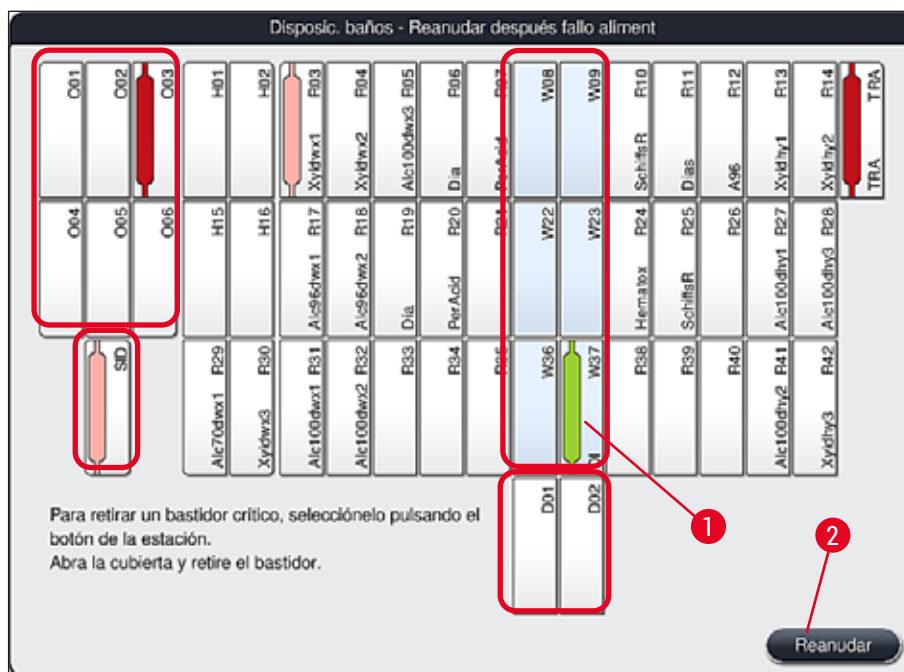 Disposic. baños - Reanudar después fallo aliment
O01
O02
O03
H01
H02
Xyldwx1 R03
Xyldwx2 R04
Alc100dwx3 R05
Dia R06
PerAcid R07
W08
W09
SchiffsR R10
Dias R11
A96 R12
Xyldhy1 R13
Xyldhy2 R14
TRA TRA
O04
O05
O06
H15
H16
Alc96dwx1 R17
Alc96dwx2 R18
Dia R19
PerAcid R20
R21
W22
W23
Hematox R24
SchiffsR R25
R26
Alc100dhy1 R27
Alc100dhy3 R28
SID
Alc70dwx1 R29
Xyldwx3 R30
Alc100dwx1 R31
Alc100dwx2 R32
R33
R34
R35
W36
DI W37
R38
R39
R40
Alc100dhy2 R41
Xyldhy3 R42
D01
D02
1
Para retirar un bastidor crítico, selecciónelo pulsando el
botón de la estación.
Abra la cubierta y retire el bastidor.
2
Reanudar